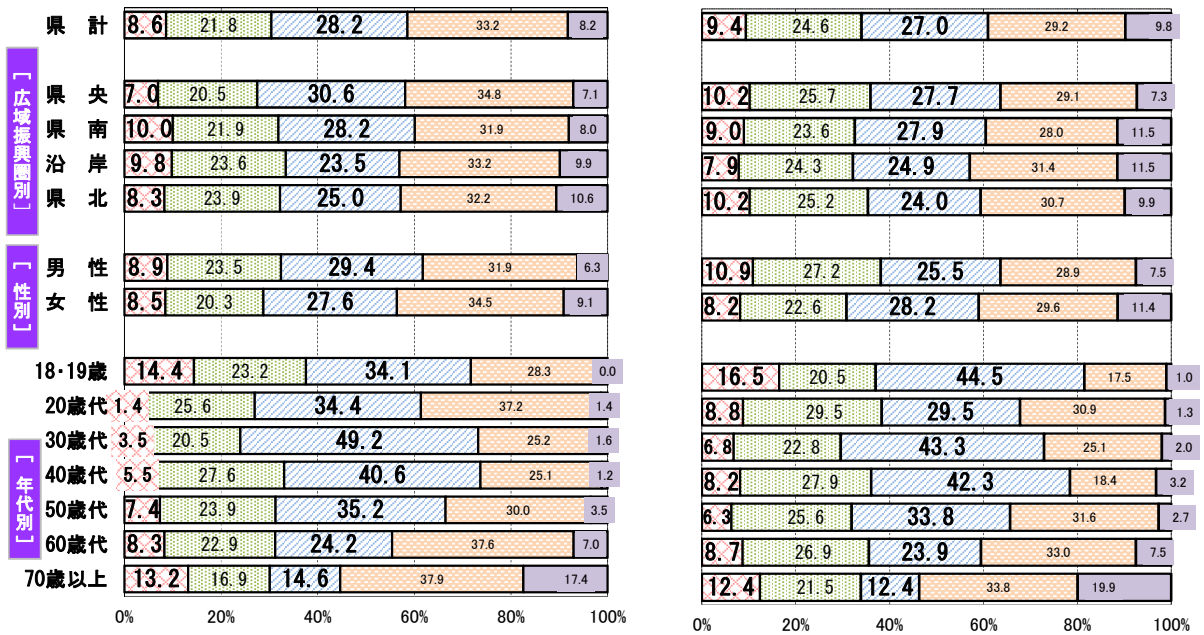 県　計 8.6 21.8 28.2 33.2 8.2 9.4 24.6 27.0 29.2 9.8
[ 広域振興圏別 ]
県　央 7.0 20.5 30.6 34.8 7.1 10.2 25.7 27.7 29.1 7.3
県　南 10.0 21.9 28.2 31.9 8.0 9.0 23.6 27.9 28.0 11.5
沿　岸 9.8 23.6 23.5 33.2 9.9 7.9 24.3 24.9 31.4 11.5
県　北 8.3 23.9 25.0 32.2 10.6 10.2 25.2 24.0 30.7 9.9
[ 性別 ]
男　性 8.9 23.5 29.4 31.9 6.3 10.9 27.2 25.5 28.9 7.5
女　性 8.5 20.3 27.6 34.5 9.1 8.2 22.6 28.2 29.6 11.4
18・19歳 14.4 23.2 34.1 28.3 0.0 16.5 20.5 44.5 17.5 1.0
20歳代 1.4 25.6 34.4 37.2 1.4 8.8 29.5 29.5 30.9 1.3
30歳代 3.5 20.5 49.2 25.2 1.6 6.8 22.8 43.3 25.1 2.0
[ 年代別 ]
40歳代 5.5 27.6 40.6 25.1 1.2 8.2 27.9 42.3 18.4 3.2
50歳代 7.4 23.9 35.2 30.0 3.5 6.3 25.6 33.8 31.6 2.7
60歳代 8.3 22.9 24.2 37.6 7.0 8.7 26.9 23.9 33.0 7.5
70歳以上 13.2 16.9 14.6 37.9 17.4 12.4 21.5 12.4 33.8 19.9
0% 20% 40% 60% 80% 100% 0% 20% 40% 60% 80% 100%